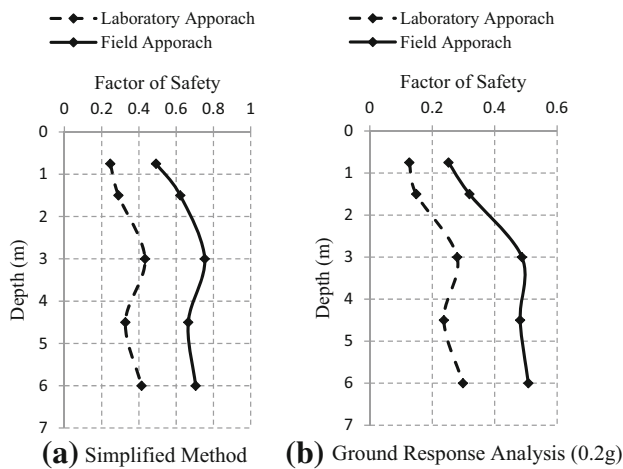 Laboratory Apporach
Field Apporach
Factor of Safety
0 0.2 0.4 0.6 0.8 1
0
1
2
3
4
5
6
7
Depth (m)
(a) Simplified Method
Laboratory Apporach
Field Apporach
Factor of Safety
0 0.2 0.4 0.6
0
1
2
3
4
5
6
7
Depth (m)
(b) Ground Response Analysis (0.2g)